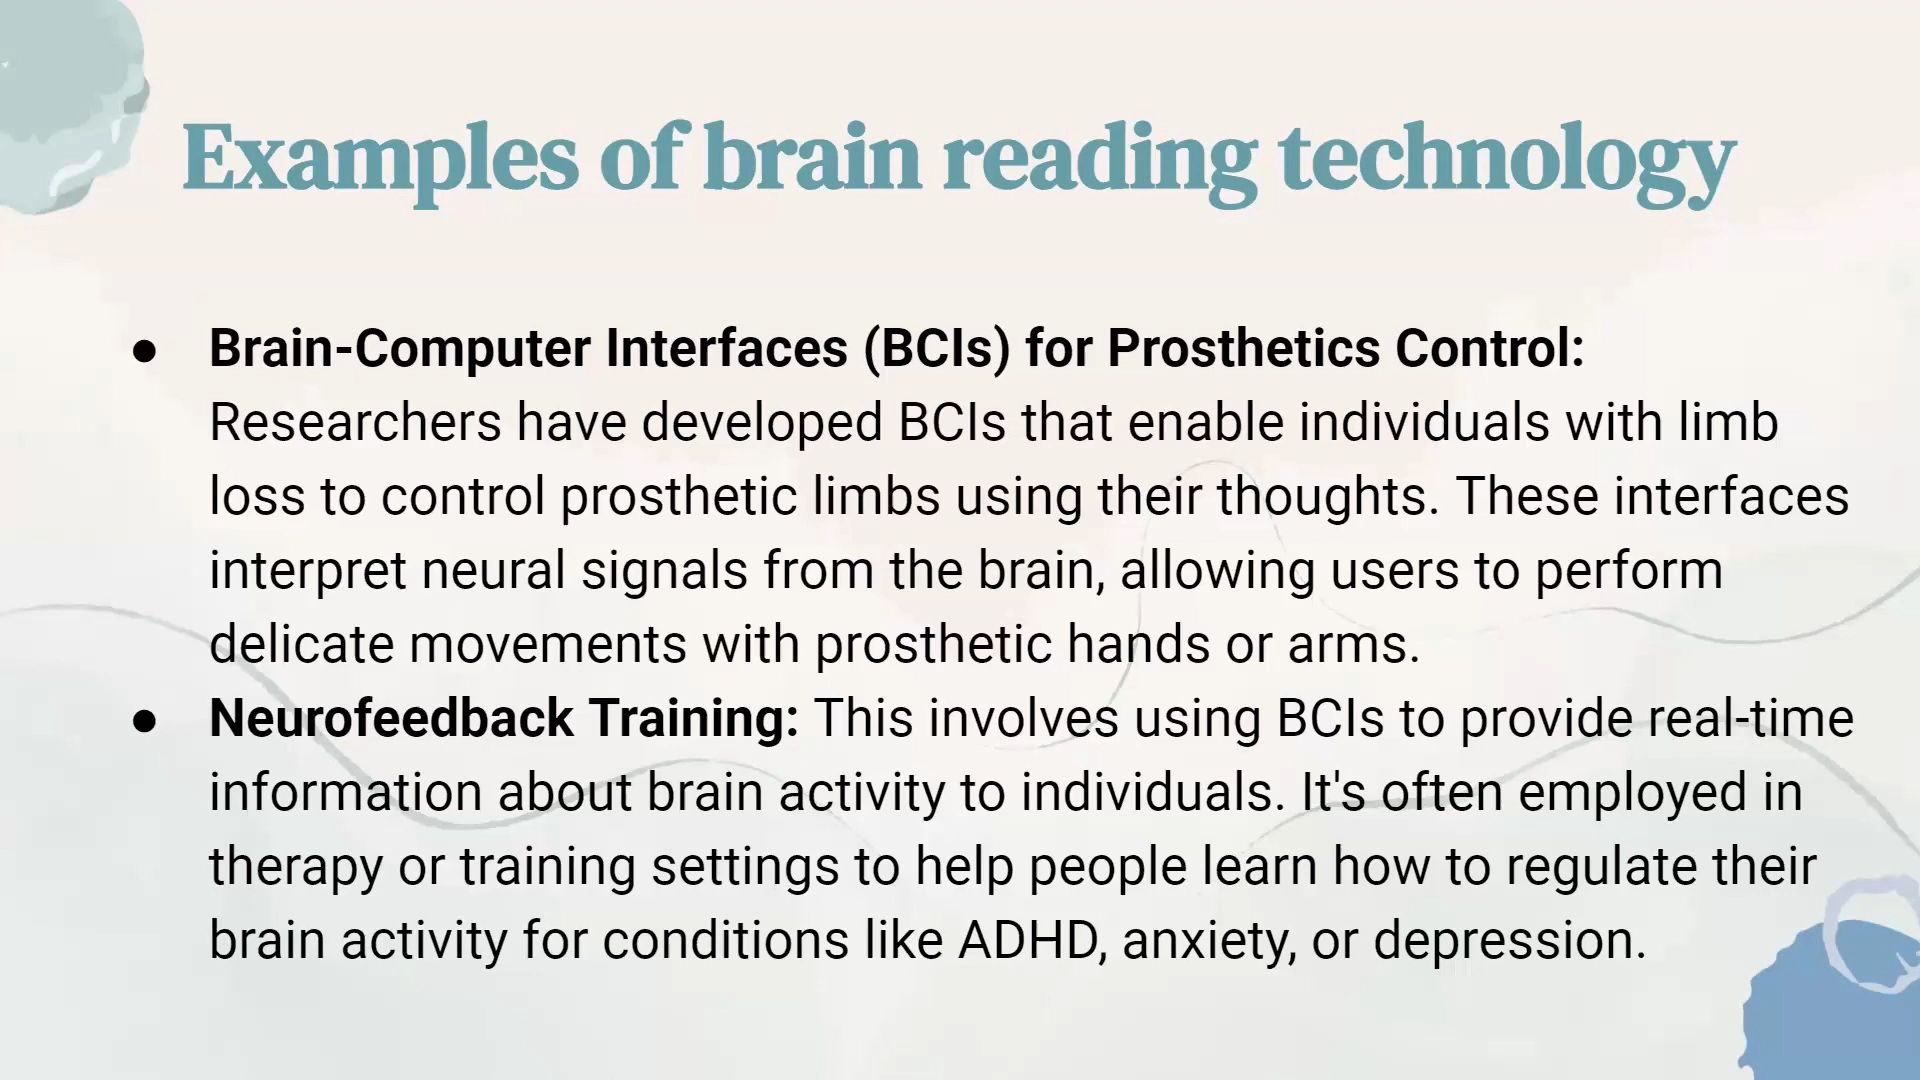 Examples of brain reading technology
● Brain-Computer Interfaces (BCIs) for Prosthetics Control:
Researchers have developed BCIs that enable individuals with limb
loss to control prosthetic limbs using their thoughts. These interfaces
interpret neural signals from the brain, allowing users to perform
delicate movements with prosthetic hands or arms.
● Neurofeedback Training: This involves using BCIs to provide real-time
information about brain activity to individuals. It's often employed in
therapy or training settings to help people learn how to regulate their
brain activity for conditions like ADHD, anxiety, or depression.